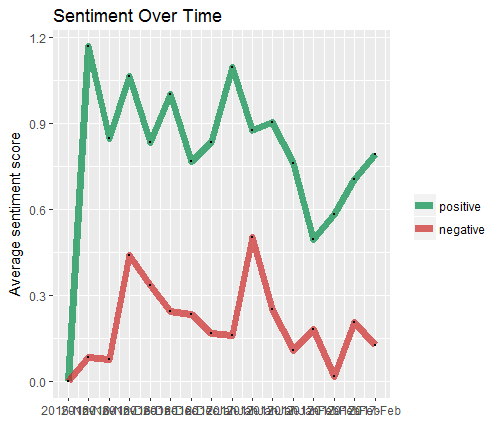 Sentiment Over Time
Average sentiment score
1.2
0.9
0.6
0.3
0.0
positive
negative